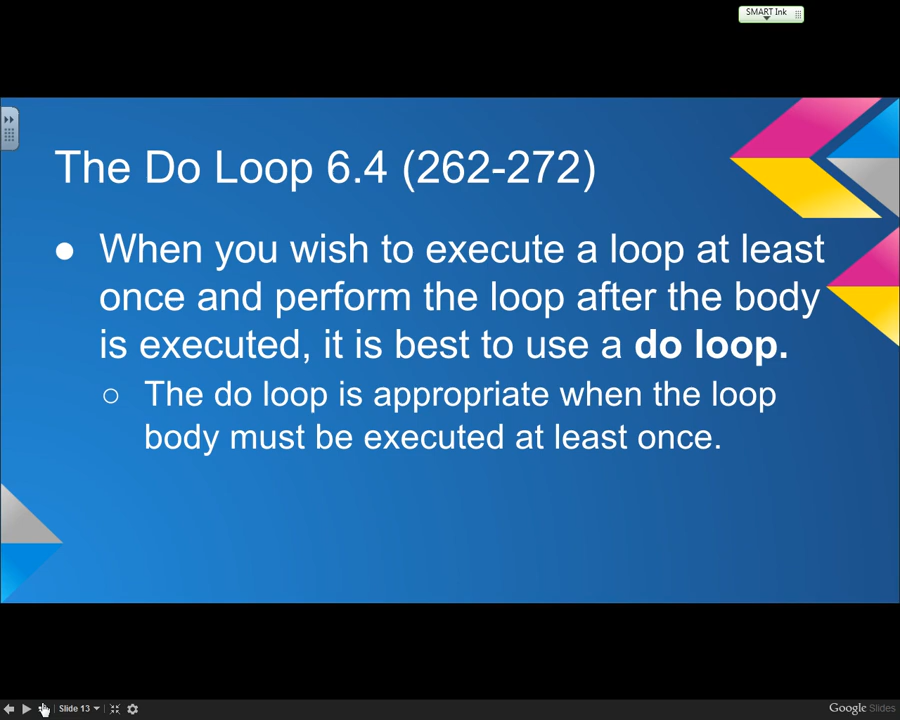 SMART Ink
The Do Loop 6.4 (262-272)
● When you wish to execute a loop at least
once and perform the loop after the body
is executed, it is best to use a do loop.
○ The do loop is appropriate when the loop
body must be executed at least once.
Slide 13
Google Slides